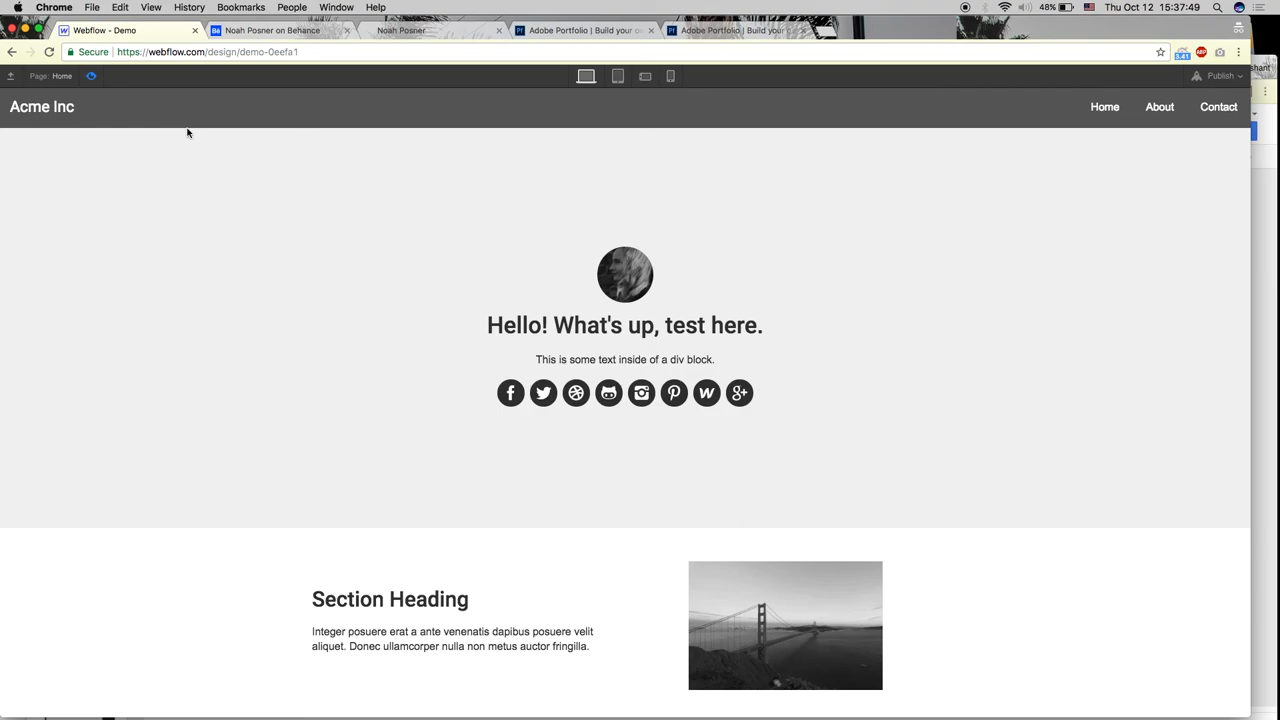 Chrome File Edit View History Bookmarks People Window Help 48% Thu Oct 12 15:37:49
Webflow - Demo Noah Posner on Behance Noah Posner Adobe Portfolio | Build your Adobe Portfolio | Build your
Secure https://webflow.com/design/demo-0eefa1 3.41 ABP
Page: Home Publish
Acme Inc Home About Contact
Hello! What's up, test here.
This is some text inside of a div block.
Section Heading
Integer posuere erat a ante venenatis dapibus posuere velit
aliquet. Donec ullamcorper nulla non metus auctor fringilla.